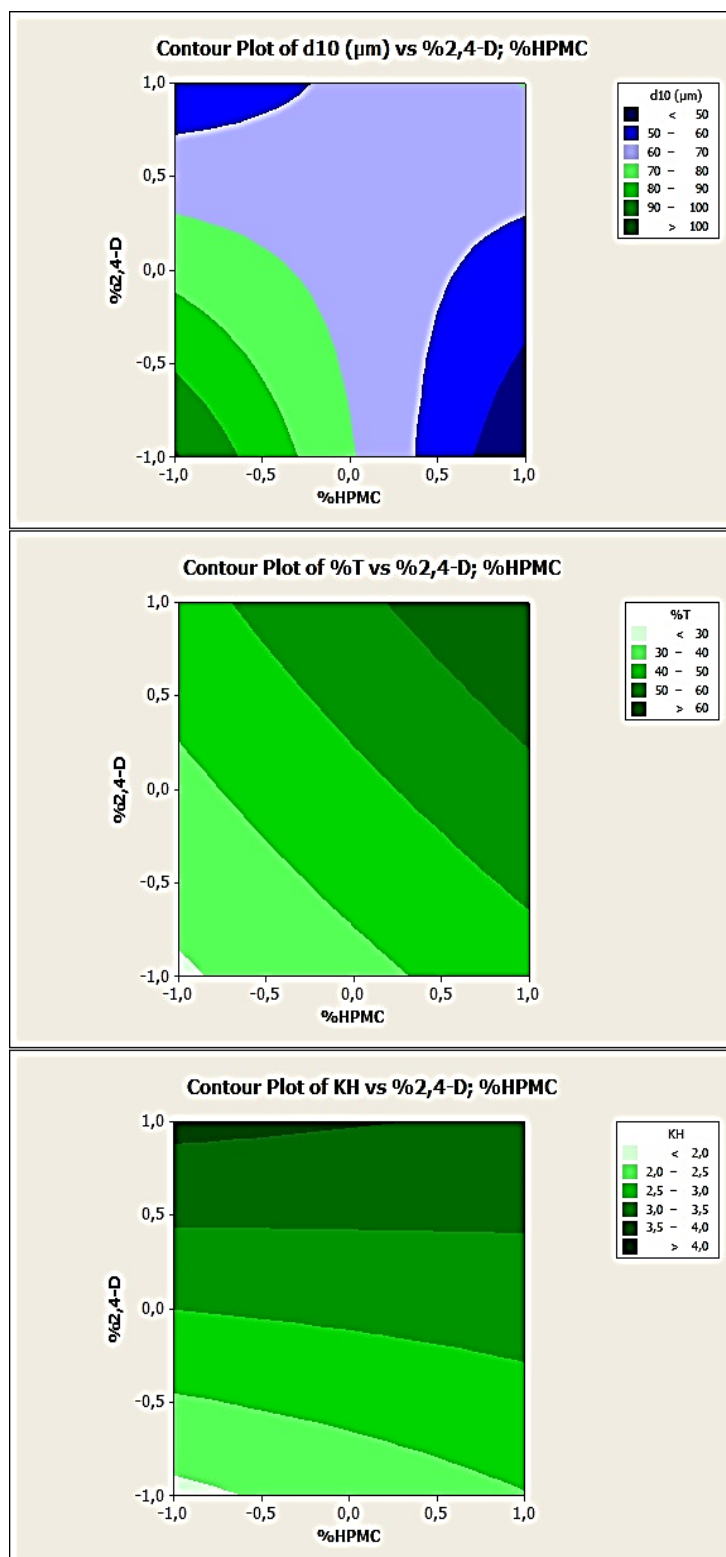 Contour Plot of d10 (µm) vs %2,4-D; %HPMC
d10 (µm)
< 50
50 – 60
60 – 70
70 – 80
80 – 90
90 – 100
> 100
%2,4-D
1,0
0,5
0,0
-0,5
-1,0
-1,0 -0,5 0,0 0,5 1,0
%HPMC
Contour Plot of %T vs %2,4-D; %HPMC
%T
< 30
30 – 40
40 – 50
50 – 60
> 60
%2,4-D
1,0
0,5
0,0
-0,5
-1,0
-1,0 -0,5 0,0 0,5 1,0
%HPMC
Contour Plot of KH vs %2,4-D; %HPMC
KH
< 2,0
2,0 – 2,5
2,5 – 3,0
3,0 – 3,5
3,5 – 4,0
> 4,0
%2,4-D
1,0
0,5
0,0
-0,5
-1,0
-1,0 -0,5 0,0 0,5 1,0
%HPMC